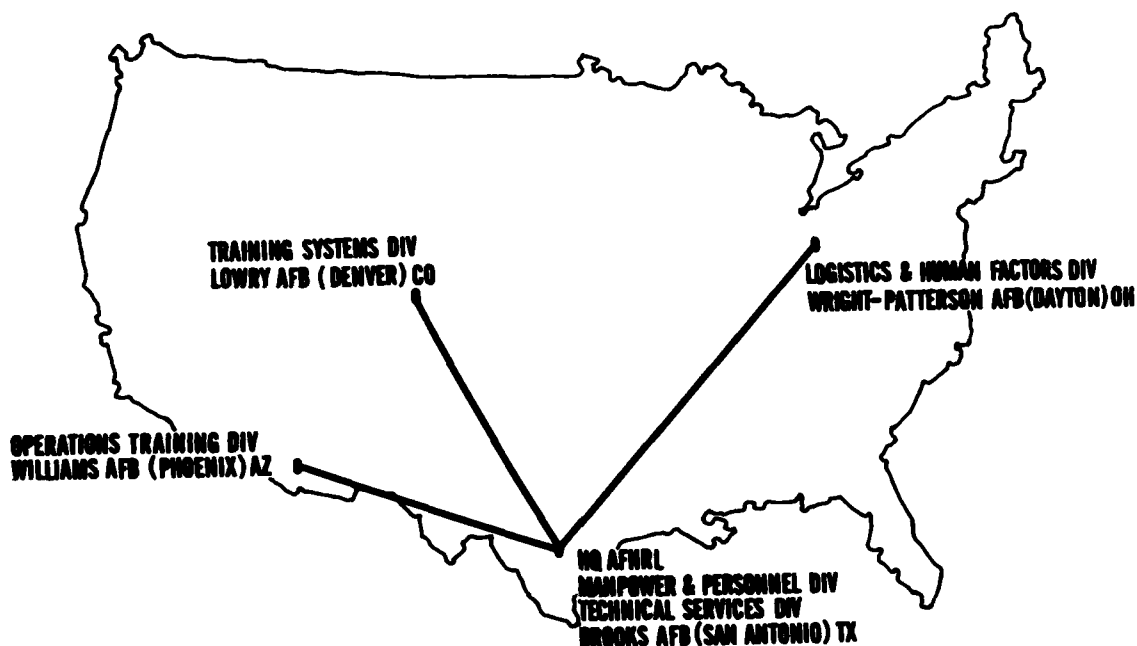 TRAINING SYSTEMS DIV
LOWRY AFB (DENVER) CO
LOGISTICS & HUMAN FACTORS DIV
WRIGHT-PATTERSON AFB (DAYTON) OH
OPERATIONS TRAINING DIV
WILLIAMS AFB (PHOENIX) AZ
HQ AFHRL
MANPOWER & PERSONNEL DIV
TECHNICAL SERVICES DIV
BROOKS AFB (SAN ANTONIO) TX